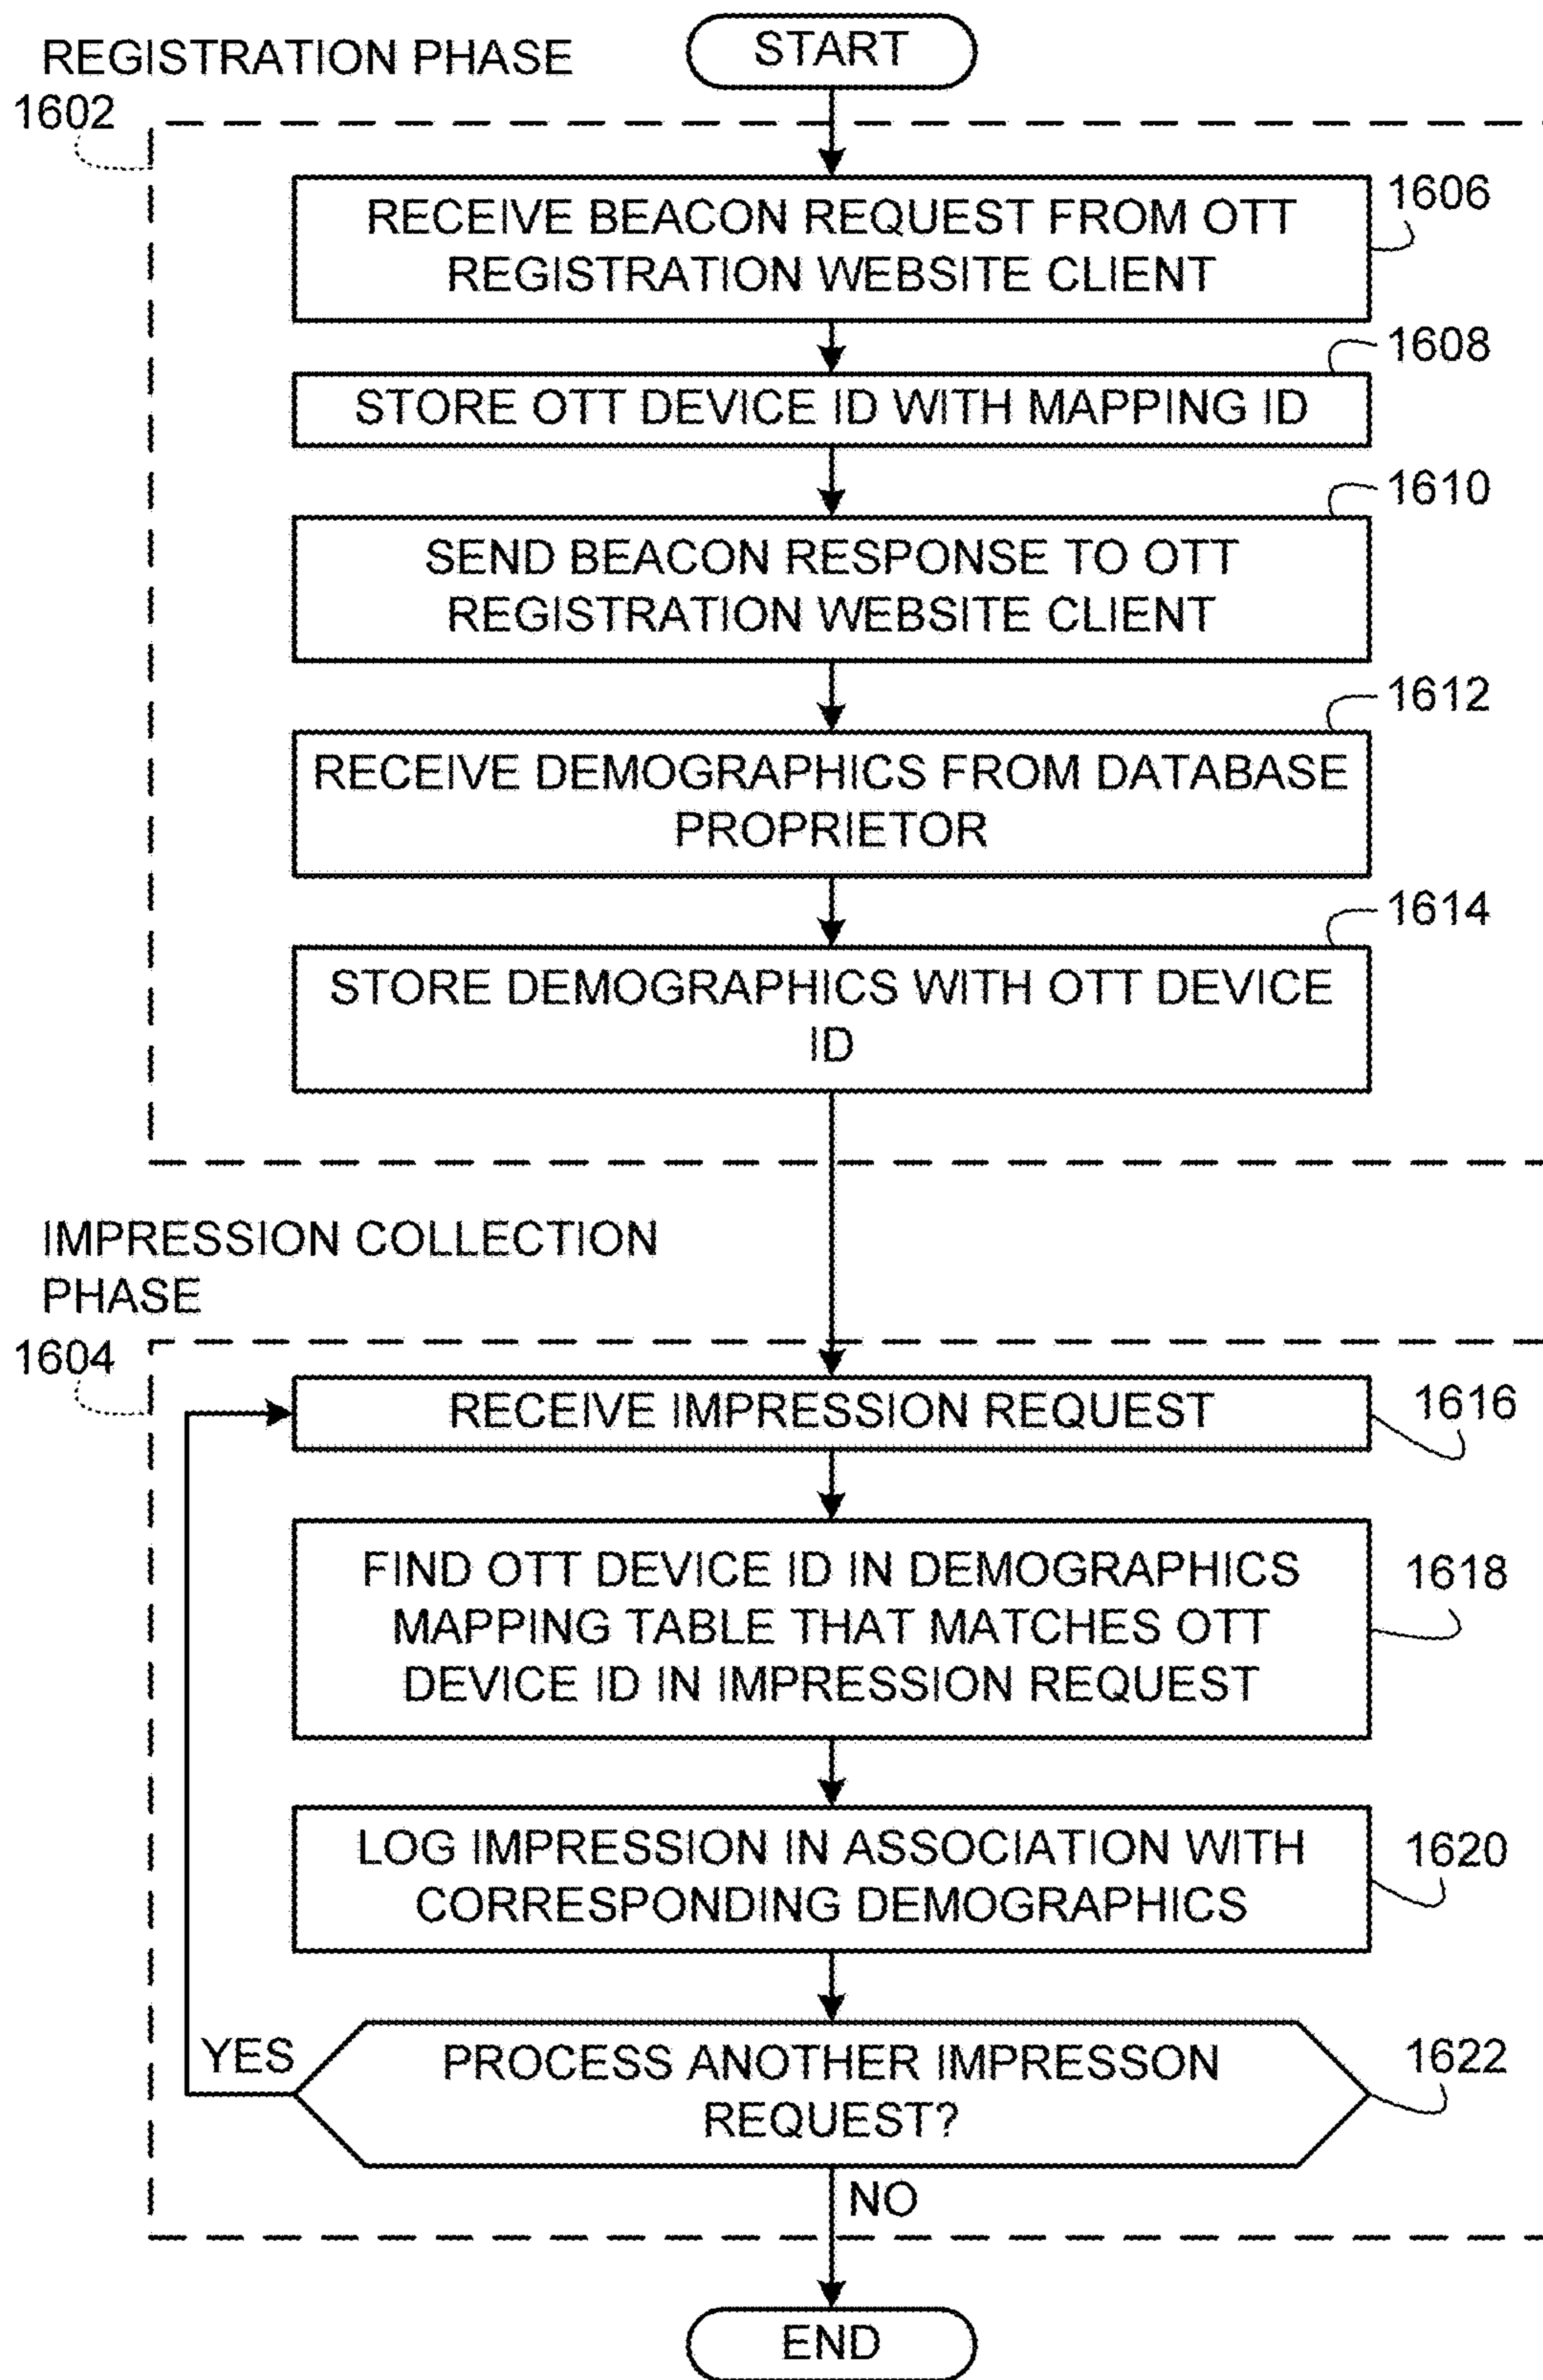 START
REGISTRATION PHASE
1602
RECEIVE BEACON REQUEST FROM OTT
REGISTRATION WEBSITE CLIENT
1606
STORE OTT DEVICE ID WITH MAPPING ID
1608
SEND BEACON RESPONSE TO OTT
REGISTRATION WEBSITE CLIENT
1610
RECEIVE DEMOGRAPHICS FROM DATABASE
PROPRIETOR
1612
STORE DEMOGRAPHICS WITH OTT DEVICE
ID
1614
IMPRESSION COLLECTION
PHASE
1604
RECEIVE IMPRESSION REQUEST
1616
FIND OTT DEVICE ID IN DEMOGRAPHICS
MAPPING TABLE THAT MATCHES OTT
DEVICE ID IN IMPRESSION REQUEST
1618
LOG IMPRESSION IN ASSOCIATION WITH
CORRESPONDING DEMOGRAPHICS
1620
YES
PROCESS ANOTHER IMPRESSON
REQUEST?
1622
NO
END